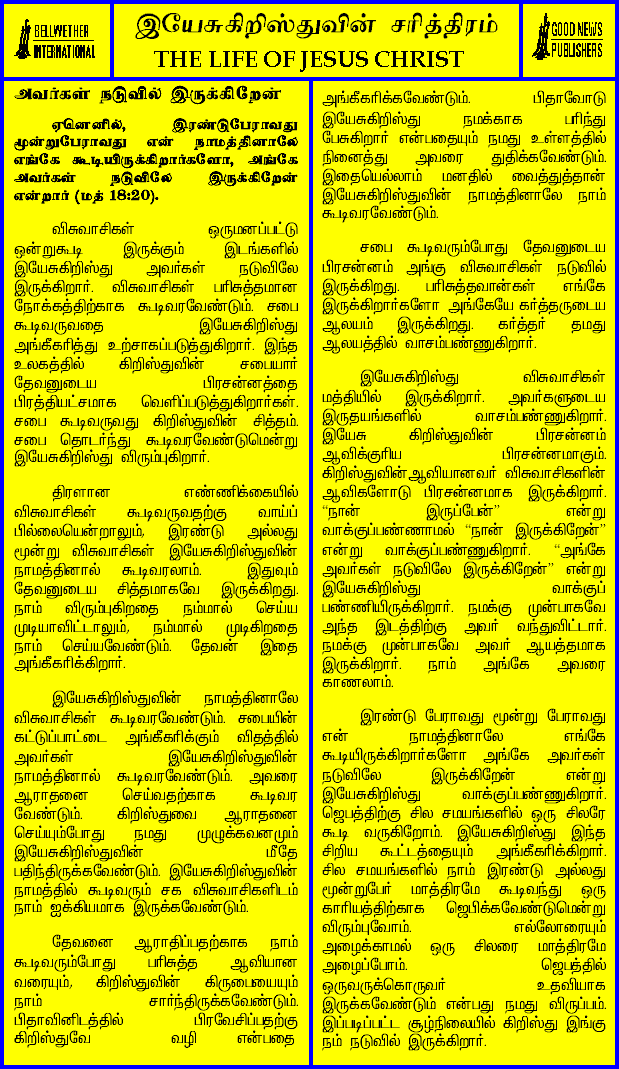 BELLWETHER
INTERNATIONAL
இயேசுகிறிஸ்துவின் சரித்திரம்
THE LIFE OF JESUS CHRIST
GOOD NEWS
PUBLISHERS
அவர்கள் நடுவில் இருக்கிறேன்
ஏனெனில், இரண்டுபேராவது
மூன்றுபேராவது என் நாமத்தினாலே
எங்கே கூடியிருக்கிறார்களோ, அங்கே
அவர்கள் நடுவிலே இருக்கிறேன்
என்றார் (மத் 18:20).
விசுவாசிகள் ஒருமனப்பட்டு
ஒன்றுகூடி இருக்கும் இடங்களில்
இயேசுகிறிஸ்து அவர்கள் நடுவிலே
இருக்கிறார். விசுவாசிகள் பரிசுத்தமான
நோக்கத்திற்காக கூடிவரவேண்டும். சபை
கூடிவருவதை இயேசுகிறிஸ்து
அங்கீகரித்து உற்சாகப்படுத்துகிறார். இந்த
உலகத்தில் கிறிஸ்துவின் சபையார்
தேவனுடைய பிரசன்னத்தை
பிரத்தியட்சமாக வெளிப்படுத்துகிறார்கள்.
சபை கூடிவருவது கிறிஸ்துவின் சித்தம்.
சபை தொடர்ந்து கூடிவரவேண்டுமென்று
இயேசுகிறிஸ்து விரும்புகிறார்.
திரளான எண்ணிக்கையில்
விசுவாசிகள் கூடிவருவதற்கு வாய்ப்
பில்லையென்றாலும், இரண்டு அல்லது
மூன்று விசுவாசிகள் இயேசுகிறிஸ்துவின்
நாமத்தினால் கூடிவரலாம். இதுவும்
தேவனுடைய சித்தமாகவே இருக்கிறது.
நாம் விரும்புகிறதை நம்மால் செய்ய
முடியாவிட்டாலும், நம்மால் முடிகிறதை
நாம் செய்யவேண்டும். தேவன் இதை
அங்கீகரிக்கிறார்.
இயேசுகிறிஸ்துவின் நாமத்தினாலே
விசுவாசிகள் கூடிவரவேண்டும். சபையின்
கட்டுப்பாட்டை அங்கீகரிக்கும் விதத்தில்
அவர்கள் இயேசுகிறிஸ்துவின்
நாமத்தினால் கூடிவரவேண்டும். அவரை
ஆராதனை செய்வதற்காக கூடிவர
வேண்டும். கிறிஸ்துவை ஆராதனை
செய்யும்போது நமது முழுக்கவனமும்
இயேசுகிறிஸ்துவின் மீதே
பதிந்திருக்கவேண்டும். இயேசுகிறிஸ்துவின்
நாமத்தில் கூடிவரும் சக விசுவாசிகளிடம்
நாம் ஐக்கியமாக இருக்கவேண்டும்.
தேவனை ஆராதிப்பதற்காக நாம்
கூடிவரும்போது பரிசுத்த ஆவியான
வரையும், கிறிஸ்துவின் கிருபையையும்
நாம் சார்ந்திருக்கவேண்டும்.
பிதாவினிடத்தில் பிரவேசிப்பதற்கு
கிறிஸ்துவே வழி என்பதை
அங்கீகரிக்கவேண்டும். பிதாவோடு
இயேசுகிறிஸ்து நமக்காக பரிந்து
பேசுகிறார் என்பதையும் நமது உள்ளத்தில்
நினைத்து அவரை துதிக்கவேண்டும்.
இதையெல்லாம் மனதில் வைத்துத்தான்
இயேசுகிறிஸ்துவின் நாமத்தினாலே நாம்
கூடிவரவேண்டும்.
சபை கூடிவரும்போது தேவனுடைய
பிரசன்னம் அங்கு விசுவாசிகள் நடுவில்
இருக்கிறது. பரிசுத்தவான்கள் எங்கே
இருக்கிறார்களோ அங்கேயே கர்த்தருடைய
ஆலயம் இருக்கிறது. கர்த்தர் தமது
ஆலயத்தில் வாசம்பண்ணுகிறார்.
இயேசுகிறிஸ்து விசுவாசிகள்
மத்தியில் இருக்கிறார். அவர்களுடைய
இருதயங்களில் வாசம்பண்ணுகிறார்.
இயேசு கிறிஸ்துவின் பிரசன்னம்
ஆவிக்குரிய பிரசன்னமாகும்.
கிறிஸ்துவின்ஆவியானவர் விசுவாசிகளின்
ஆவிகளோடு பிரசன்னமாக இருக்கிறார்.
“நான் இருப்பேன்” என்று
வாக்குப்பண்ணாமல் “நான் இருக்கிறேன்”
என்று வாக்குப்பண்ணுகிறார். “அங்கே
அவர்கள் நடுவிலே இருக்கிறேன்” என்று
இயேசுகிறிஸ்து வாக்குப்
பண்ணியிருக்கிறார். நமக்கு முன்பாகவே
அந்த இடத்திற்கு அவர் வந்துவிட்டார்.
நமக்கு முன்பாகவே அவர் ஆயத்தமாக
இருக்கிறார். நாம் அங்கே அவரை
காணலாம்.
இரண்டு பேராவது மூன்று பேராவது
என் நாமத்தினாலே எங்கே
கூடியிருக்கிறார்களோ அங்கே அவர்கள்
நடுவிலே இருக்கிறேன் என்று
இயேசுகிறிஸ்து வாக்குப்பண்ணுகிறார்.
ஜெபத்திற்கு சில சமயங்களில் ஒரு சிலரே
கூடி வருகிறோம். இயேசுகிறிஸ்து இந்த
சிறிய கூட்டத்தையும் அங்கீகரிக்கிறார்.
சில சமயங்களில் நாம் இரண்டு அல்லது
மூன்றுபேர் மாத்திரமே கூடிவந்து ஒரு
காரியத்திற்காக ஜெபிக்கவேண்டுமென்று
விரும்புவோம். எல்லோரையும்
அழைக்காமல் ஒரு சிலரை மாத்திரமே
அழைப்போம். ஜெபத்தில்
ஒருவருக்கொருவர் உதவியாக
இருக்கவேண்டும் என்பது நமது விருப்பம்.
இப்படிப்பட்ட சூழ்நிலையில் கிறிஸ்து இங்கு
நம் நடுவில் இருக்கிறார்.